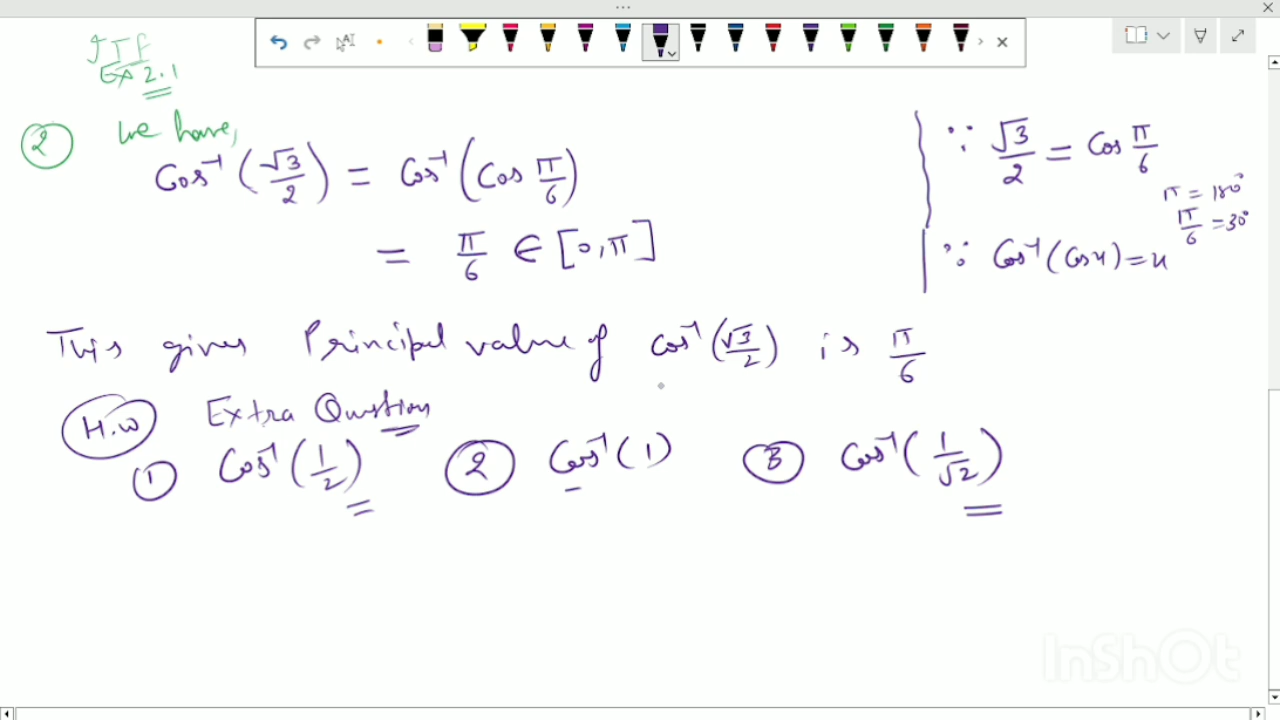 ITF
Ex 2.1
② We have,
Cos⁻¹(√3/2) = Cos⁻¹(Cos π/6)
= π/6 ∈ [0, π]
∵ √3/2 = Cos π/6
π = 180°
π/6 = 30°
∵ Cos⁻¹(Cos x) = x
This gives Principal value of cos⁻¹(√3/2) is π/6
H.W Extra Question
① Cos⁻¹(1/2) ② Cos⁻¹(1) ③ Cos⁻¹(1/√2)
InShOt